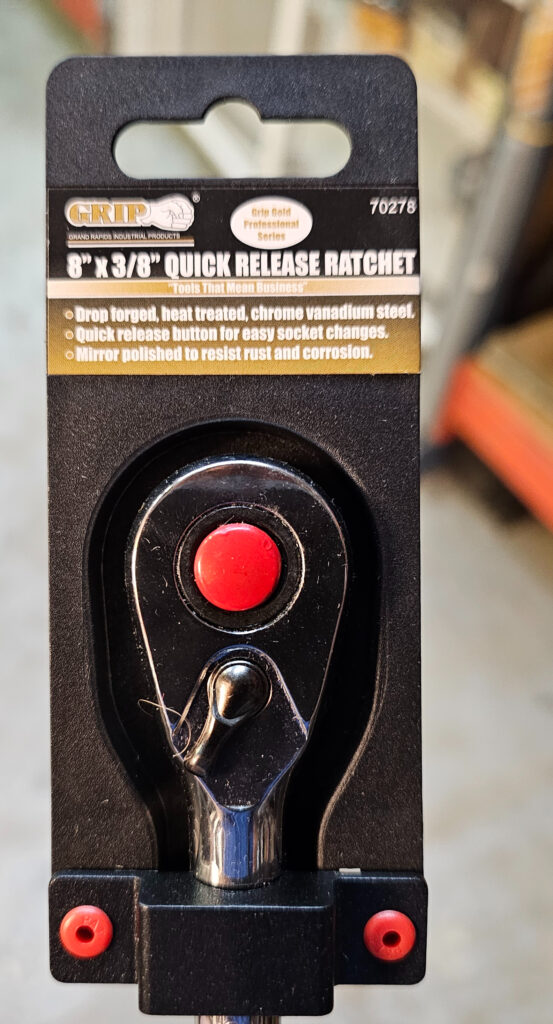 GRIP®
GRAND RAPIDS INDUSTRIAL PRODUCTS
Grip Gold
Professional
Series
70278
8" x 3/8" QUICK RELEASE RATCHET
"Tools That Mean Business"
Drop forged, heat treated, chrome vanadium steel.
Quick release button for easy socket changes.
Mirror polished to resist rust and corrosion.